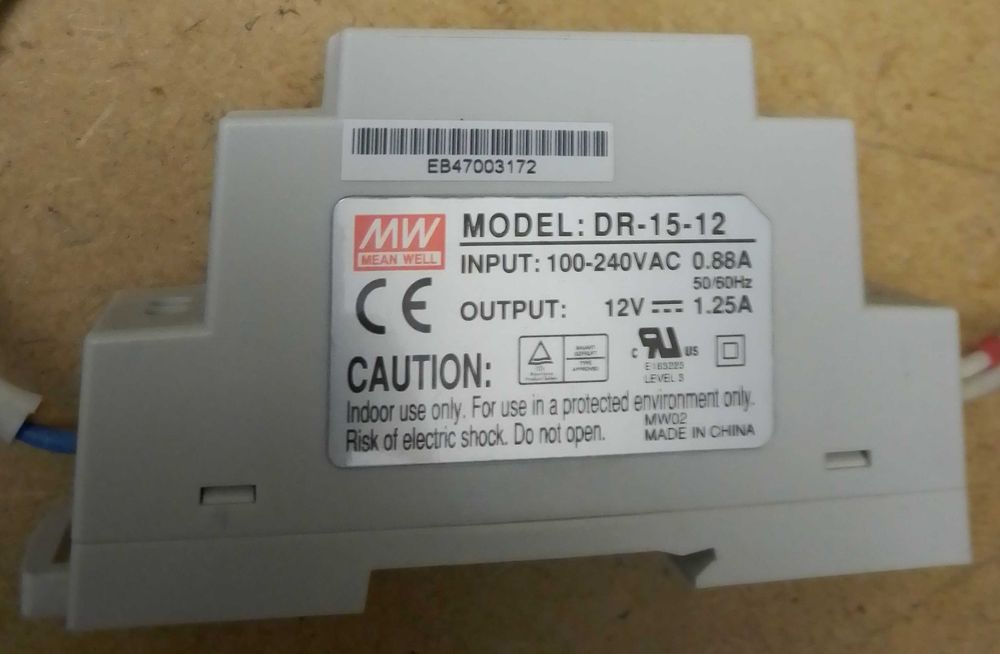 EB47003172
MW
MEAN WELL
MODEL: DR-15-12
INPUT: 100-240VAC 0.88A
50/60Hz
OUTPUT: 12V 1.25A
CE
C US
E183223
LEVEL 3
TYPE
APPROVED
CAUTION:
Indoor use only. For use in a protected environment only.
Risk of electric shock. Do not open.
MW02
MADE IN CHINA